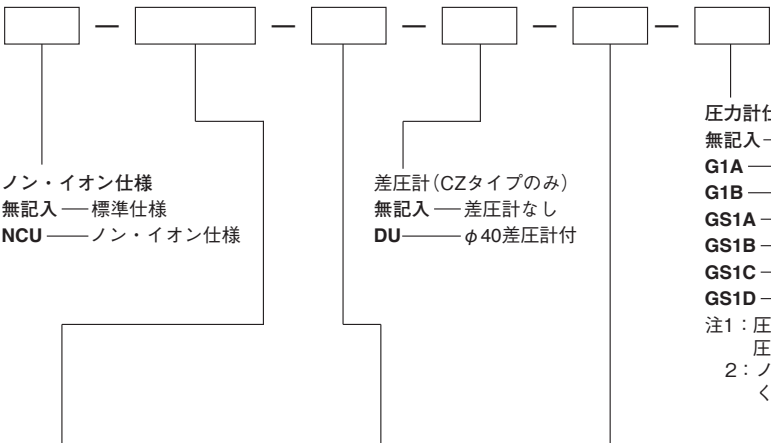 ノン・イオン仕様
無記入 ── 標準仕様
NCU ── ノン・イオン仕様
差圧計(CZタイプのみ)
無記入 ── 差圧計なし
DU ── φ40差圧計付
圧力計仕
無記入 ─
G1A ──
G1B ──
GS1A ─
GS1B ─
GS1C ─
GS1D ─
注1:圧
圧
2:ノ
く